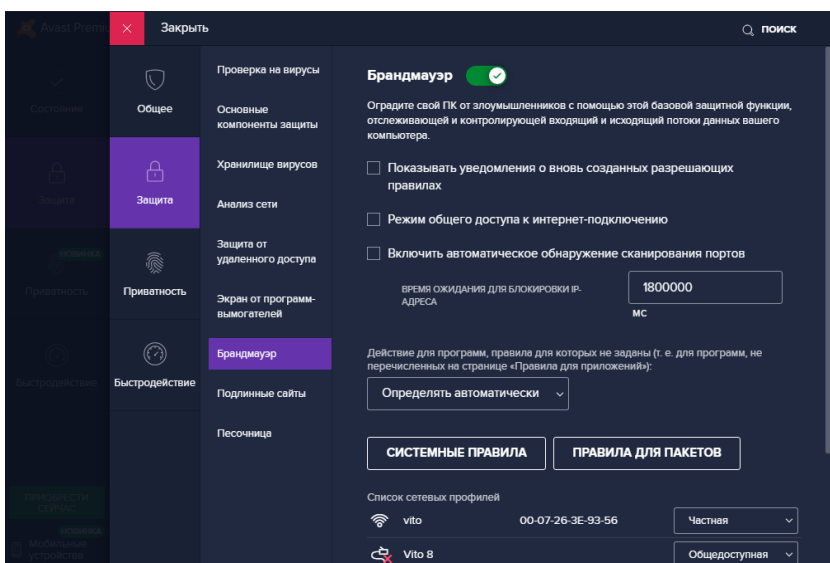 Avast Premiu
Закрыть
ПОИСК
Состояние
Защита
НОВИНКА
Приватность
Быстродействие
ПРИОБРЕСТИ
СЕЙЧАС
НОВИНКА
Мобильные
устройства
Общее
Защита
Приватность
Быстродействие
Проверка на вирусы
Основные
компоненты защиты
Хранилище вирусов
Анализ сети
Защита от
удаленного доступа
Экран от программ-
вымогателей
Брандмауэр
Подлинные сайты
Песочница
Брандмауэр
Оградите свой ПК от злоумышленников с помощью этой базовой защитной функции,
отслеживающей и контролирующей входящий и исходящий потоки данных вашего
компьютера.
Показывать уведомления о вновь созданных разрешающих
правилах
Режим общего доступа к интернет-подключению
Включить автоматическое обнаружение сканирования портов
ВРЕМЯ ОЖИДАНИЯ ДЛЯ БЛОКИРОВКИ IP-
АДРЕСА
1800000
МС
Действие для программ, правила для которых не заданы (т. е. для программ, не
перечисленных на странице «Правила для приложений»):
Определять автоматически
СИСТЕМНЫЕ ПРАВИЛА
ПРАВИЛА ДЛЯ ПАКЕТОВ
Список сетевых профилей
vito 00-07-26-3E-93-56 Частная
Vito 8 Общедоступная